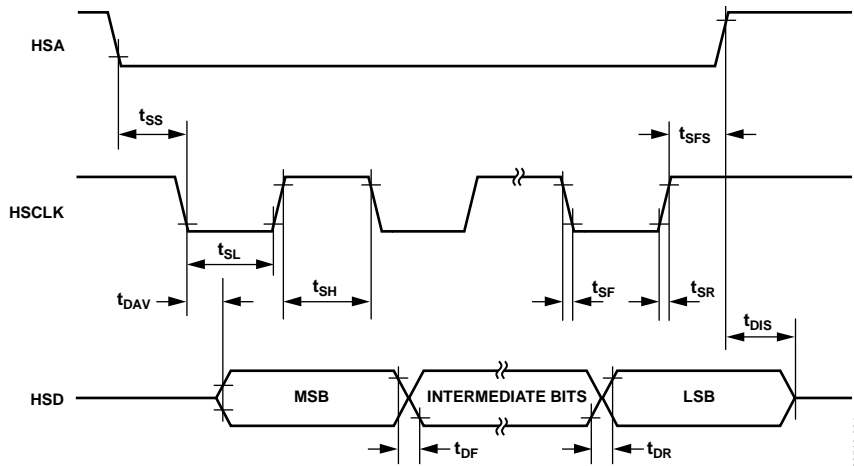 HSA
tSS
tSFS
HSCLK
tSL
tSH
tSF
tSR
tDAV
tDIS
HSD
MSB
INTERMEDIATE BITS
LSB
tDF
tDR